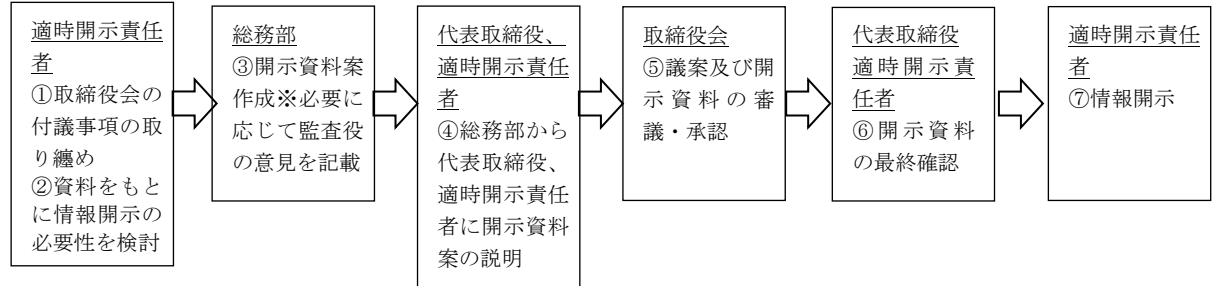 適時開示責任
者
①取締役会の
付議事項の取
り纏め
②資料をもと
に情報開示の
必要性を検討
総務部
③開示資料案
作成※必要に
応じて監査役
の意見を記載
代表取締役、
適時開示責任
者
④総務部から
代表取締役、
適時開示責任
者に開示資料
案の説明
取締役会
⑤議案及び開
示資料の審
議・承認
代表取締役
適時開示責
任者
⑥開示資料
の最終確認
適時開示責任
者
⑦情報開示